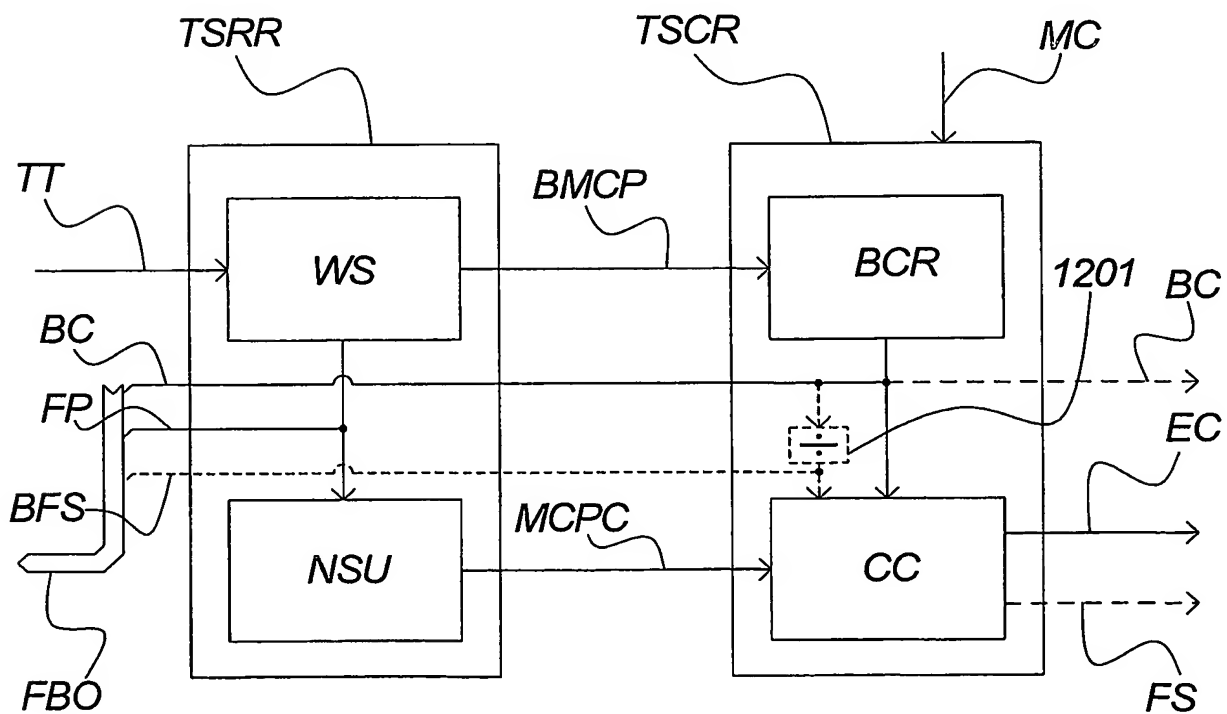 TSRR
TSCR
MC
TT
BMCP
WS
BCR
1201
BC
BC
FP
EC
BFS
MCPC
NSU
CC
FBO
FS